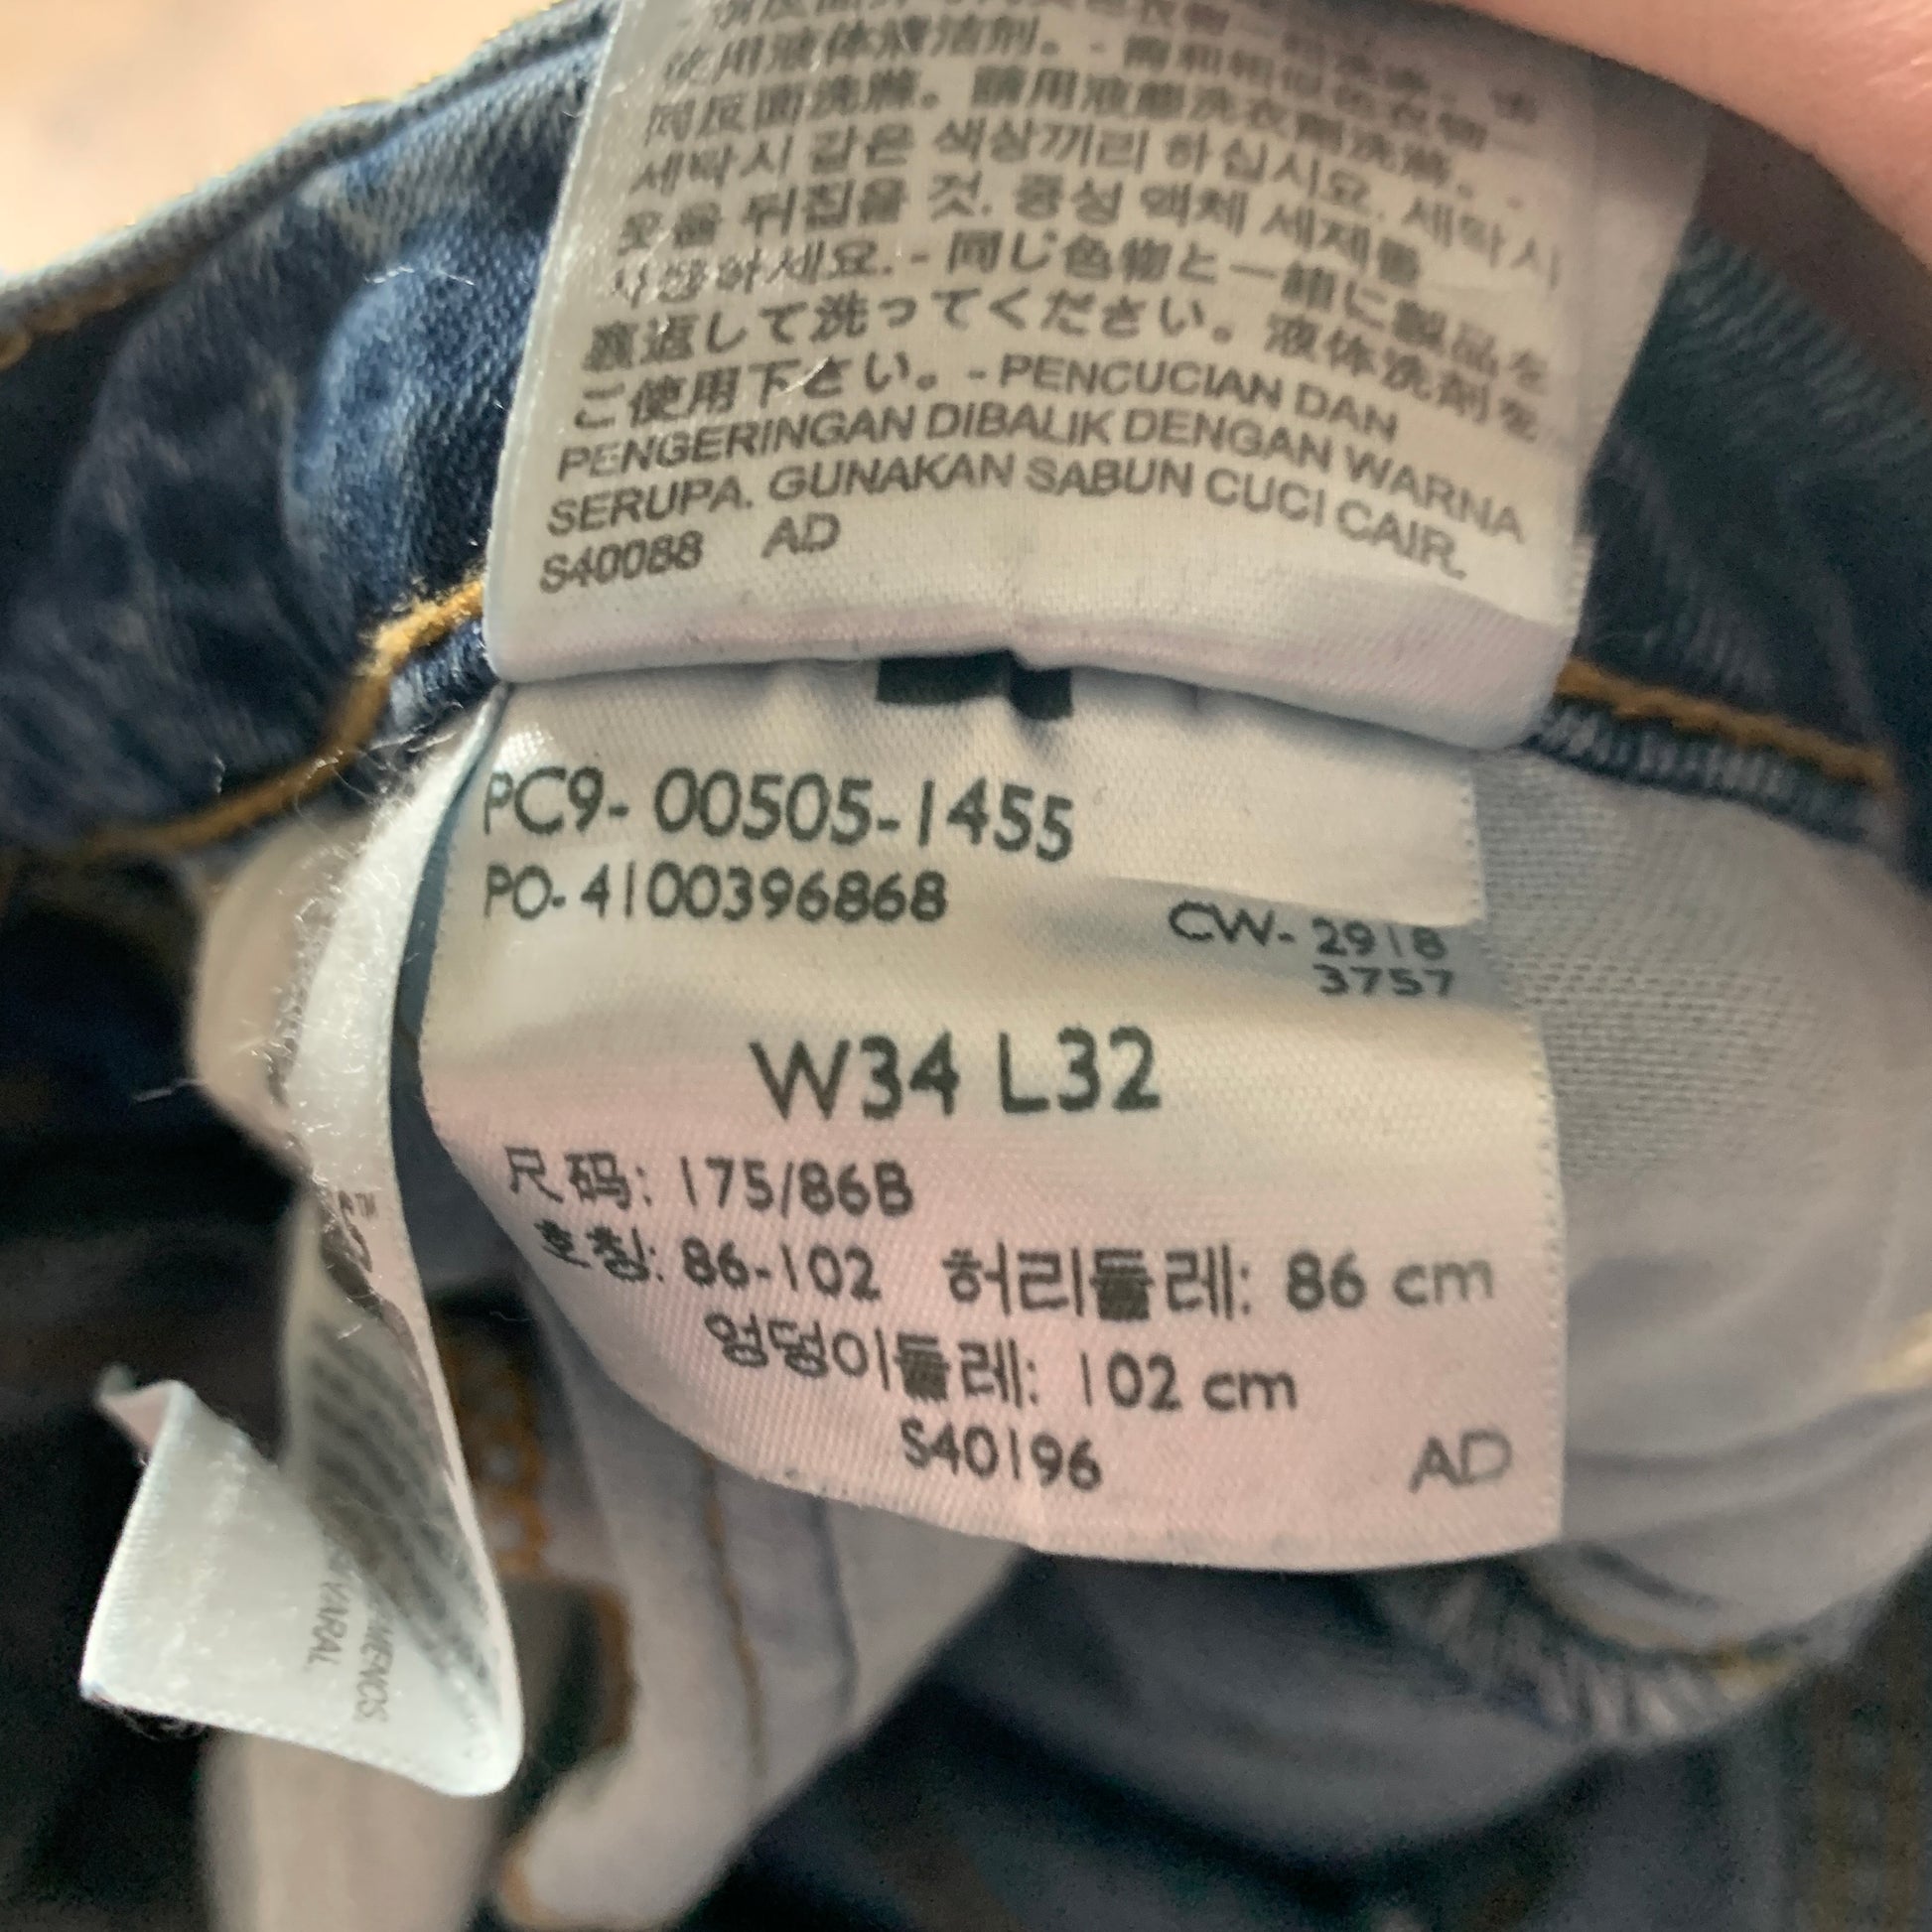 使用液体清洁剂。- 需和相似色衣物一
同反面洗滌。請用液體洗衣劑洗滌。-
세탁시 같은 색상끼리 하십시요. 세탁시
옷을 뒤집을 것. 중성 액체 세제를
사용하세요. - 同じ色物と一緒に製品を
裏返して洗ってください。液体洗剤を
ご使用下さい。- PENCUCIAN DAN
PENGERINGAN DIBALIK DENGAN WARNA
SERUPA. GUNAKAN SABUN CUCI CAIR.
S40088 AD
PC9- 00505-1455
PO- 4100396868
CW- 2918
3757
W34 L32
尺码: 175/86B
호칭: 86-102 허리둘레: 86 cm
엉덩이둘레: 102 cm
S40196 AD